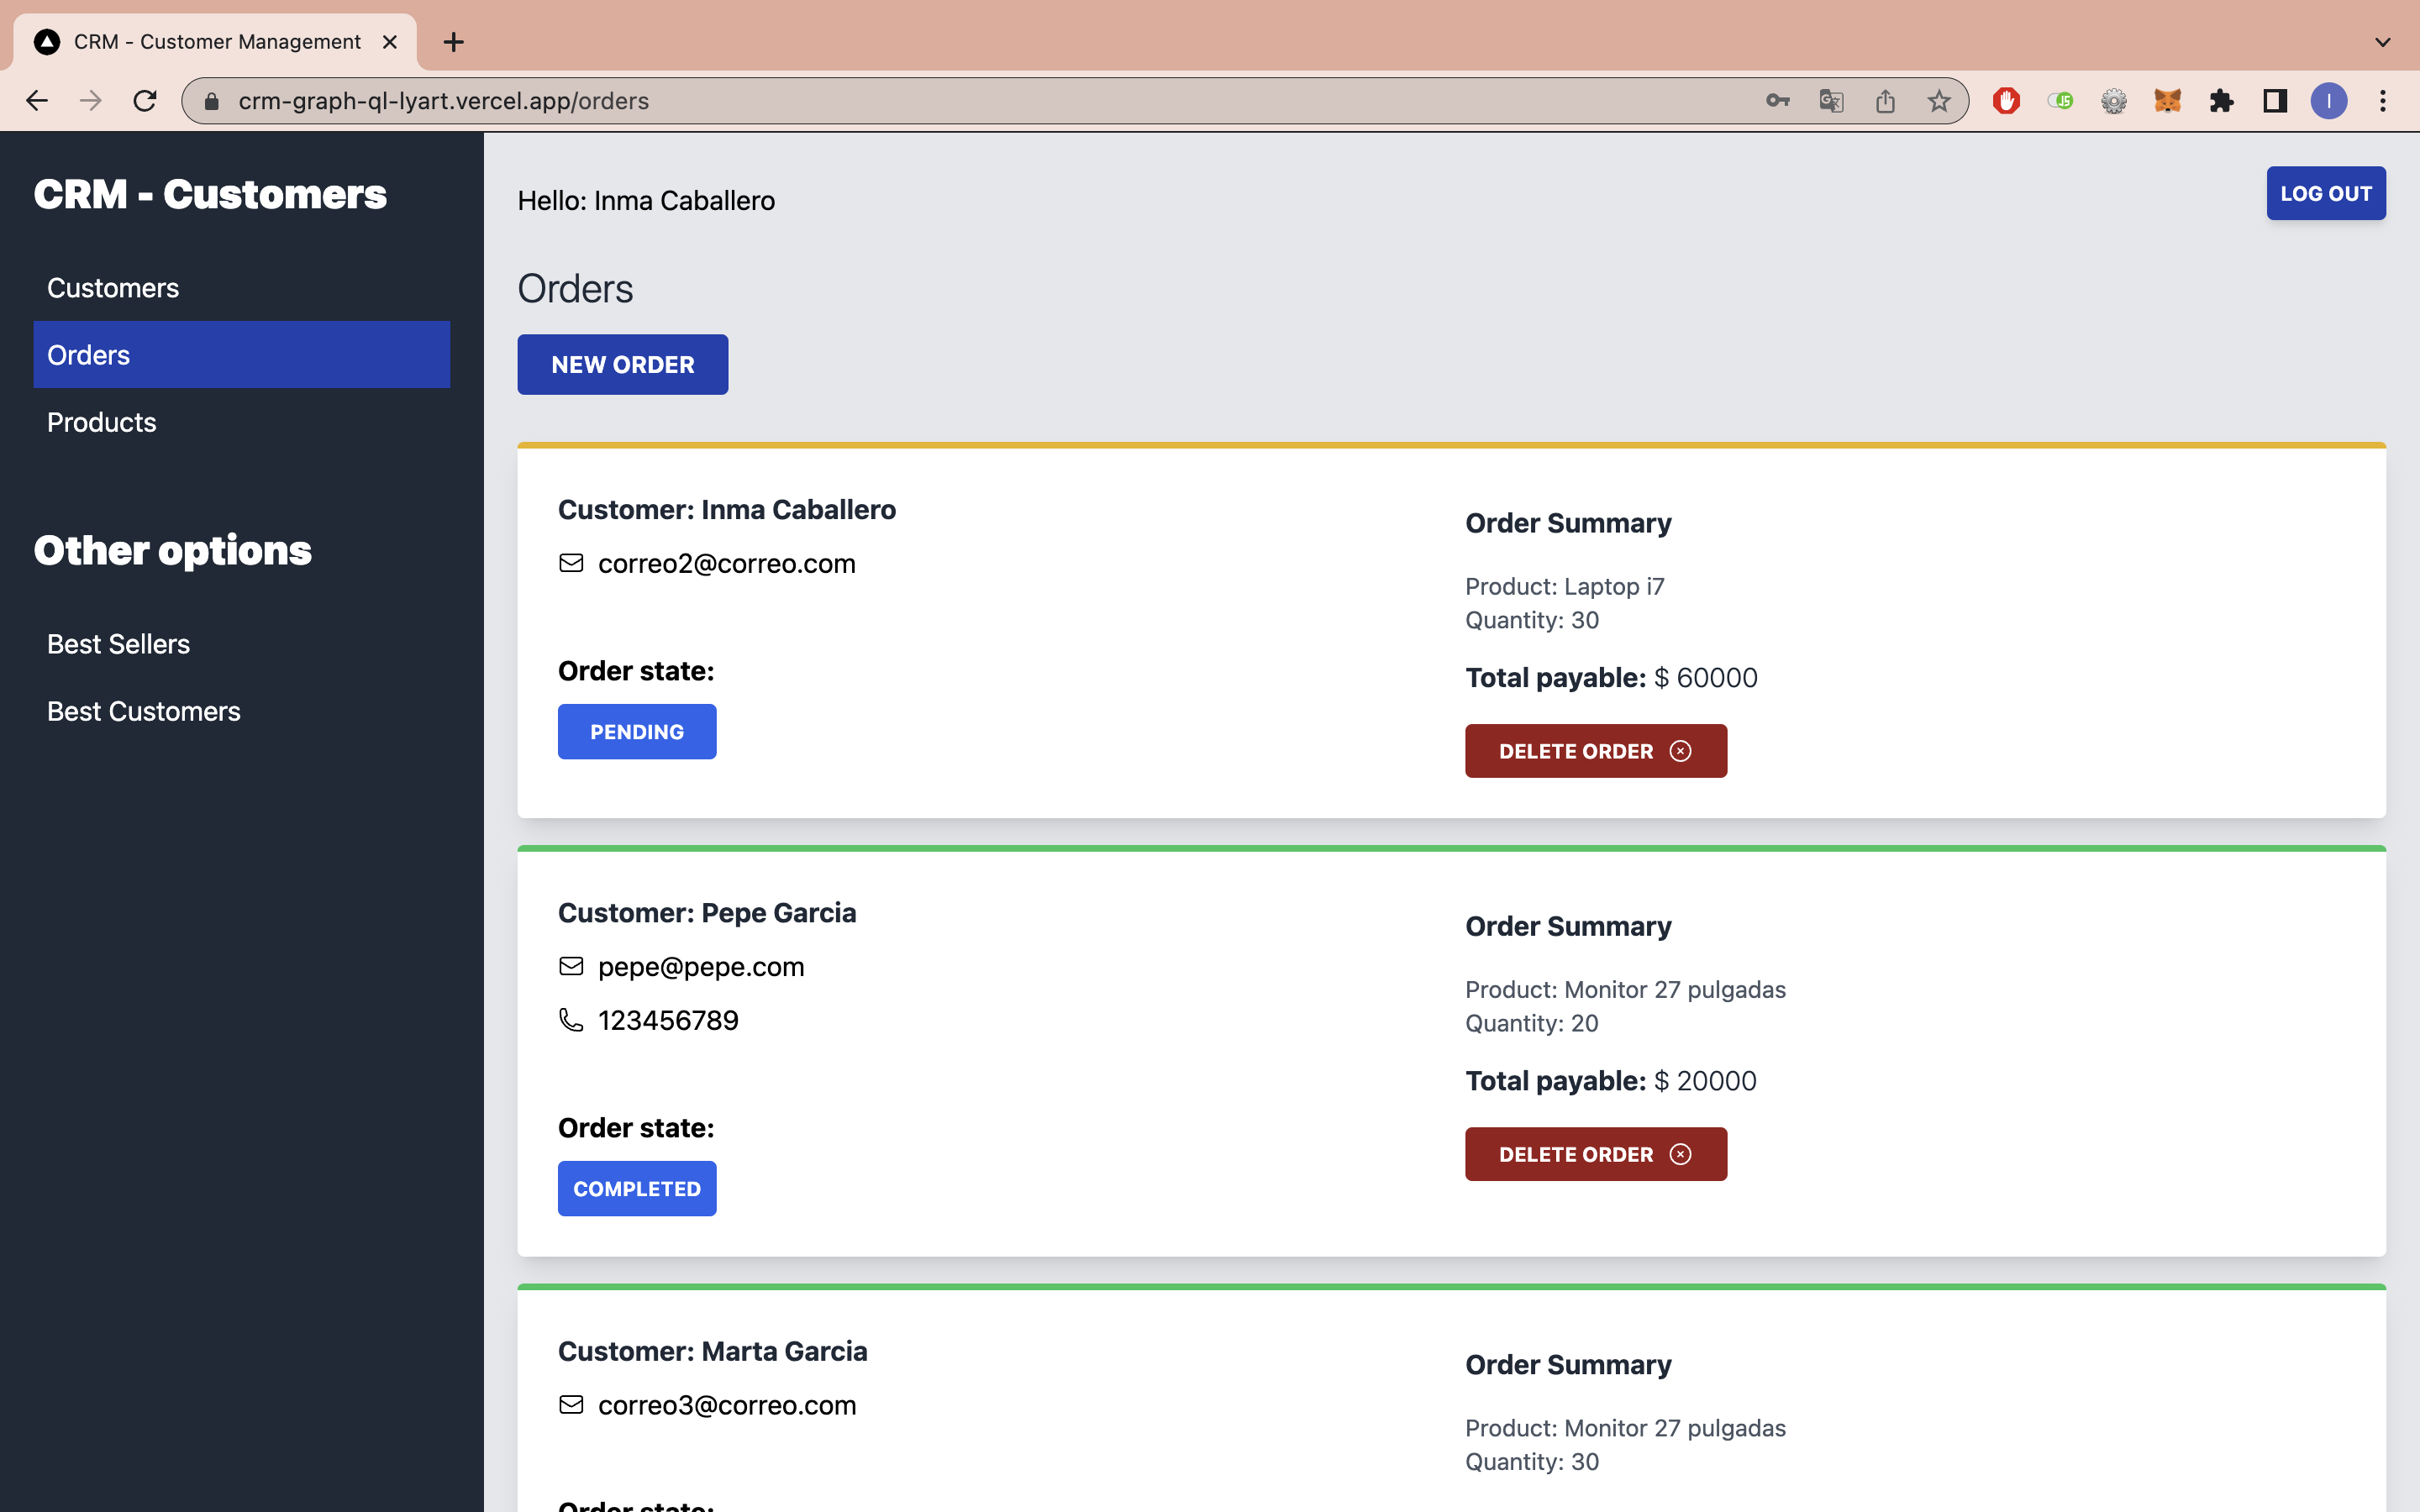 CRM - Customer Management
crm-graph-ql-lyart.vercel.app/orders
JS
I
CRM - Customers
Customers
Orders
Products
Other options
Best Sellers
Best Customers
Hello: Inma Caballero
LOG OUT
Orders
NEW ORDER
Customer: Inma Caballero
correo2@correo.com
Order state:
PENDING
Order Summary
Product: Laptop i7
Quantity: 30
Total payable: $ 60000
DELETE ORDER
Customer: Pepe Garcia
pepe@pepe.com
123456789
Order state:
COMPLETED
Order Summary
Product: Monitor 27 pulgadas
Quantity: 20
Total payable: $ 20000
DELETE ORDER
Customer: Marta Garcia
correo3@correo.com
Order state:
Order Summary
Product: Monitor 27 pulgadas
Quantity: 30